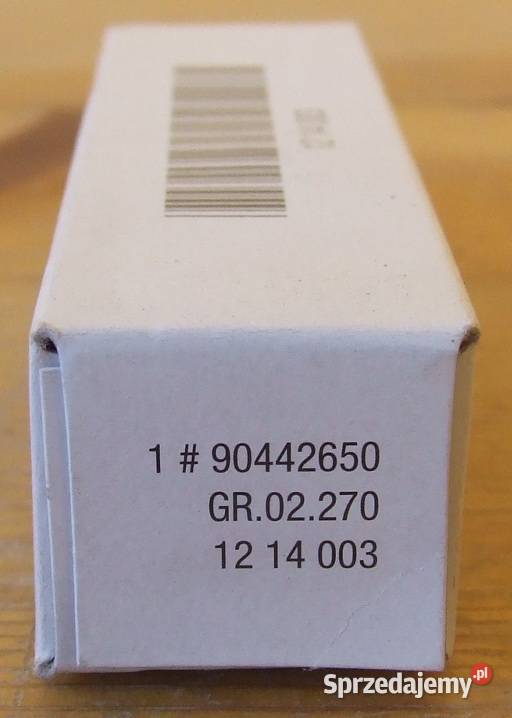 1 # 90442650
GR.02.270
12 14 003
Sprzedajemy.pl